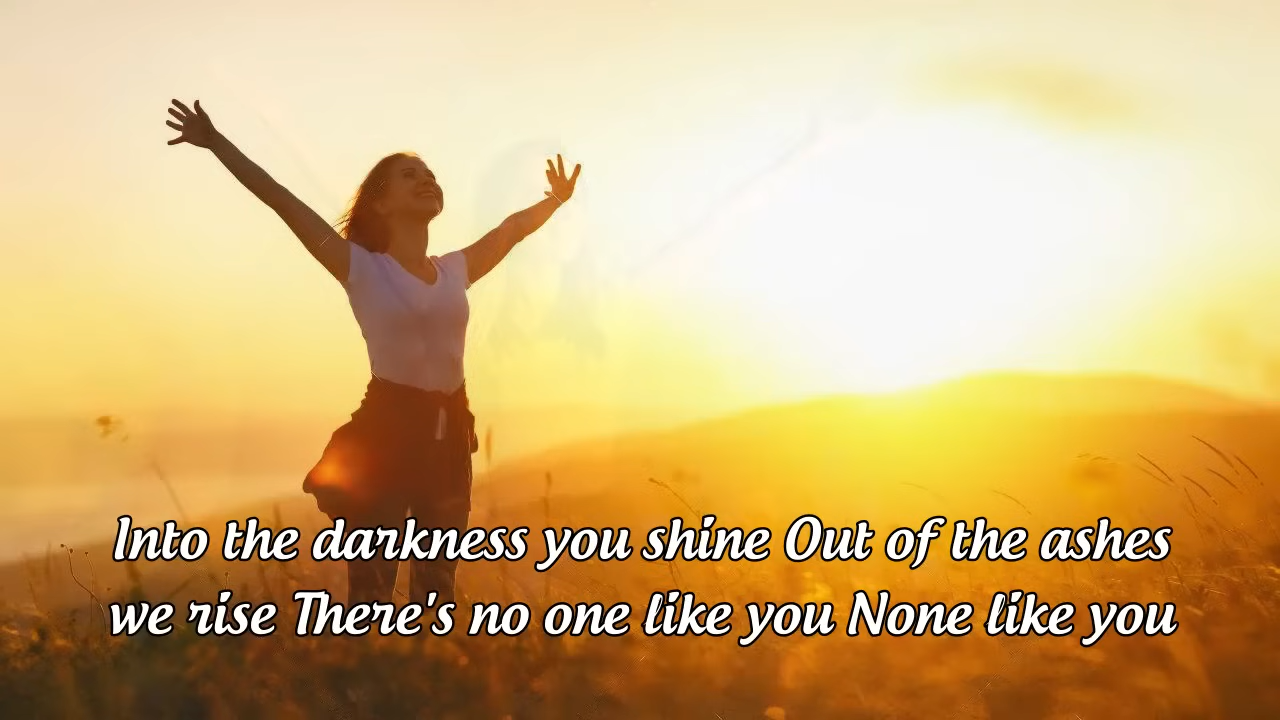 Into the darkness you shine Out of the ashes
we rise There's no one like you None like you